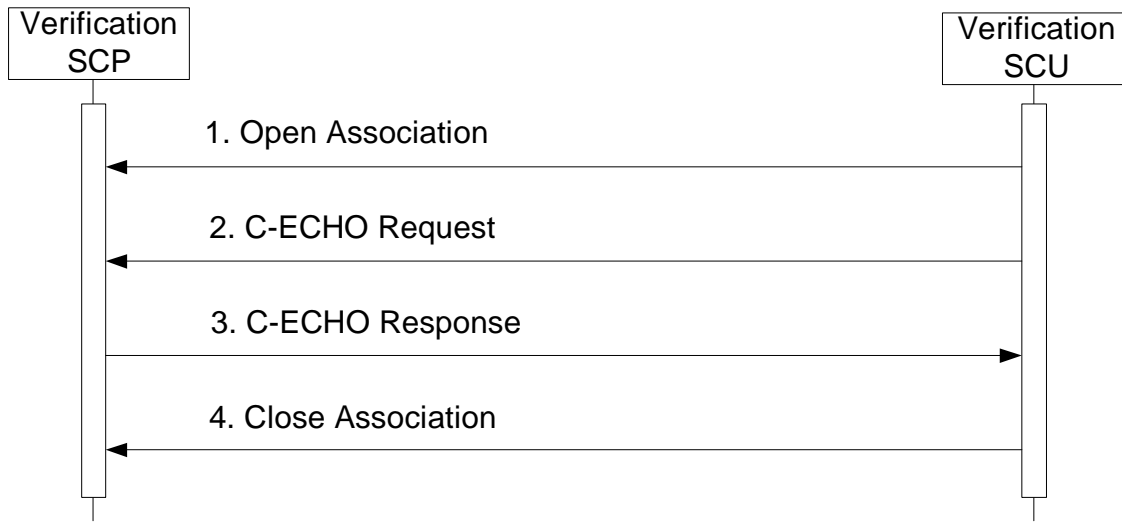 Verification
SCP
Verification
SCU
1. Open Association
2. C-ECHO Request
3. C-ECHO Response
4. Close Association